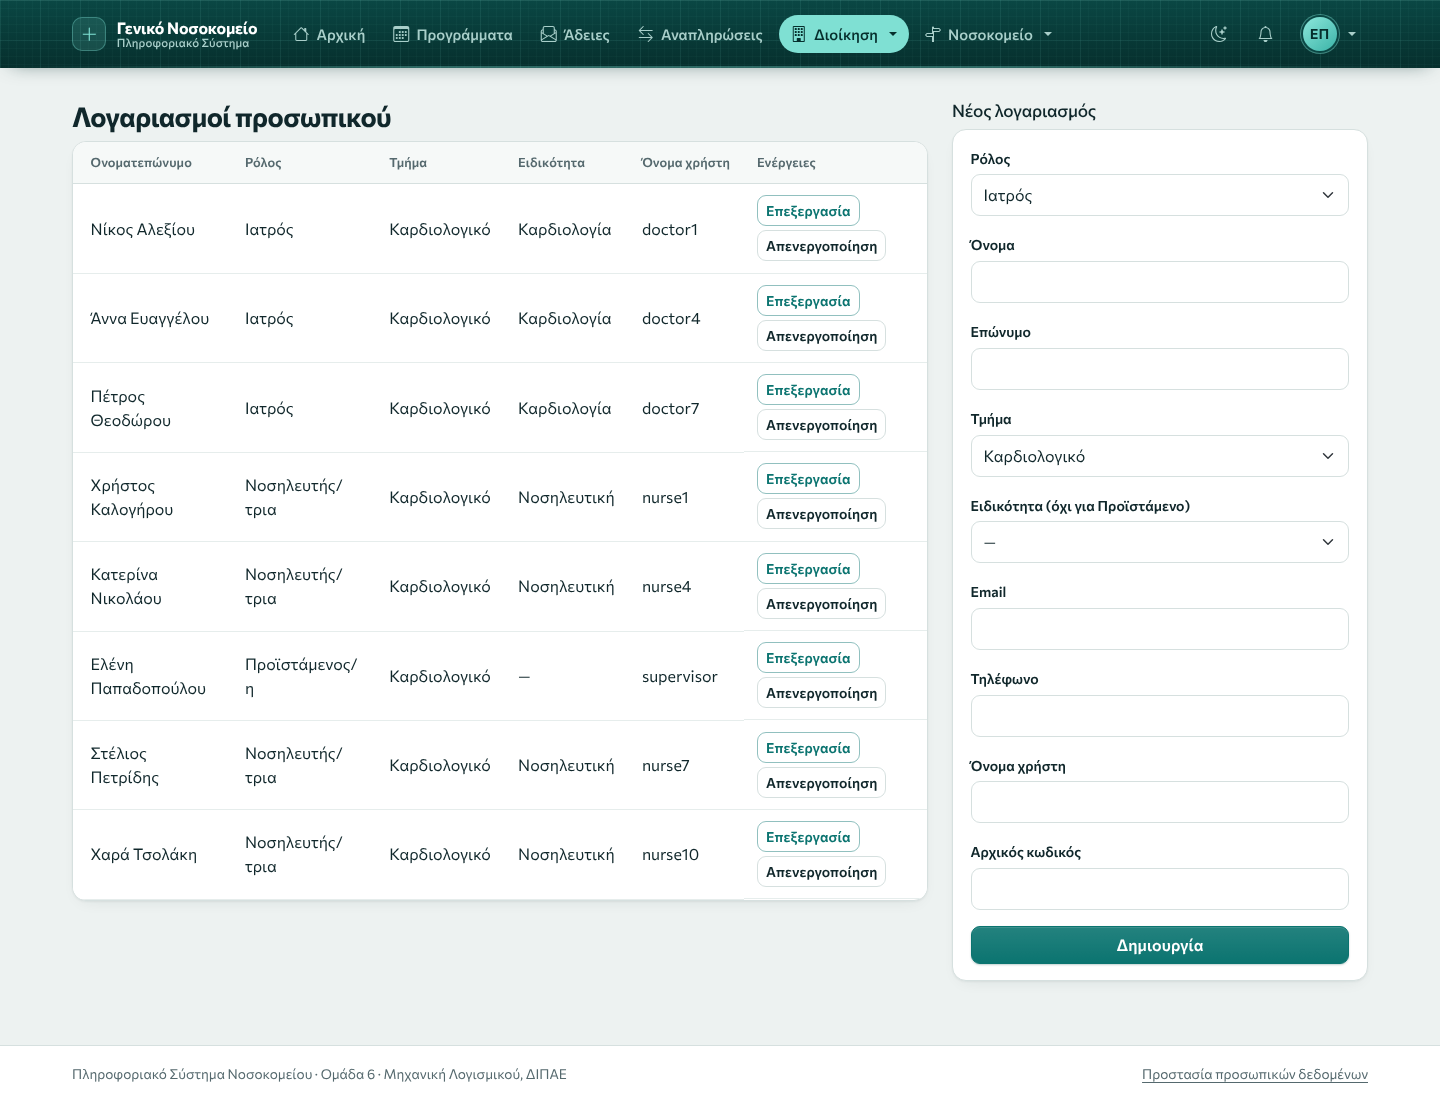 Γενικό Νοσοκομείο
Πληροφοριακό Σύστημα
Αρχική
Προγράμματα
Άδειες
Αναπληρώσεις
Διοίκηση
Νοσοκομείο
ΕΠ
Λογαριασμοί προσωπικού
Ονοματεπώνυμο Ρόλος Τμήμα Ειδικότητα Όνομα χρήστη Ενέργειες
Νίκος Αλεξίου Ιατρός Καρδιολογικό Καρδιολογία doctor1
Επεξεργασία
Απενεργοποίηση
Άννα Ευαγγέλου Ιατρός Καρδιολογικό Καρδιολογία doctor4
Επεξεργασία
Απενεργοποίηση
Πέτρος
Θεοδώρου
Ιατρός Καρδιολογικό Καρδιολογία doctor7
Επεξεργασία
Απενεργοποίηση
Χρήστος
Καλογήρου
Νοσηλευτής/
τρια
Καρδιολογικό Νοσηλευτική nurse1
Επεξεργασία
Απενεργοποίηση
Κατερίνα
Νικολάου
Νοσηλευτής/
τρια
Καρδιολογικό Νοσηλευτική nurse4
Επεξεργασία
Απενεργοποίηση
Ελένη
Παπαδοπούλου
Προϊστάμενος/
η
Καρδιολογικό — supervisor
Επεξεργασία
Απενεργοποίηση
Στέλιος
Πετρίδης
Νοσηλευτής/
τρια
Καρδιολογικό Νοσηλευτική nurse7
Επεξεργασία
Απενεργοποίηση
Χαρά Τσολάκη
Νοσηλευτής/
τρια
Καρδιολογικό Νοσηλευτική nurse10
Επεξεργασία
Απενεργοποίηση
Νέος λογαριασμός
Ρόλος
Ιατρός
Όνομα
Επώνυμο
Τμήμα
Καρδιολογικό
Ειδικότητα (όχι για Προϊστάμενο)
—
Email
Τηλέφωνο
Όνομα χρήστη
Αρχικός κωδικός
Δημιουργία
Πληροφοριακό Σύστημα Νοσοκομείου · Ομάδα 6 · Μηχανική Λογισμικού, ΔΙΠΑΕ
Προστασία προσωπικών δεδομένων